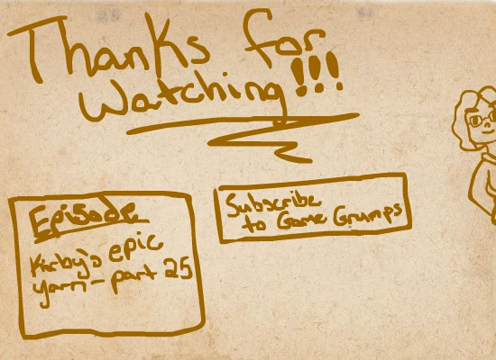 Thanks for
Watching!!!
Episode
Kirby's epic
yarn - part 25
Subscribe
to Game Grumps